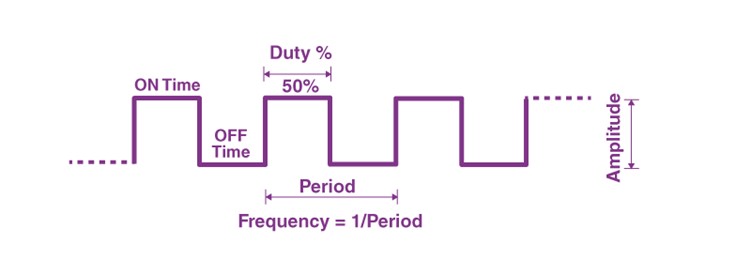 Duty %
50%
ON Time
OFF
Time
Period
Frequency = 1/Period
Amplitude